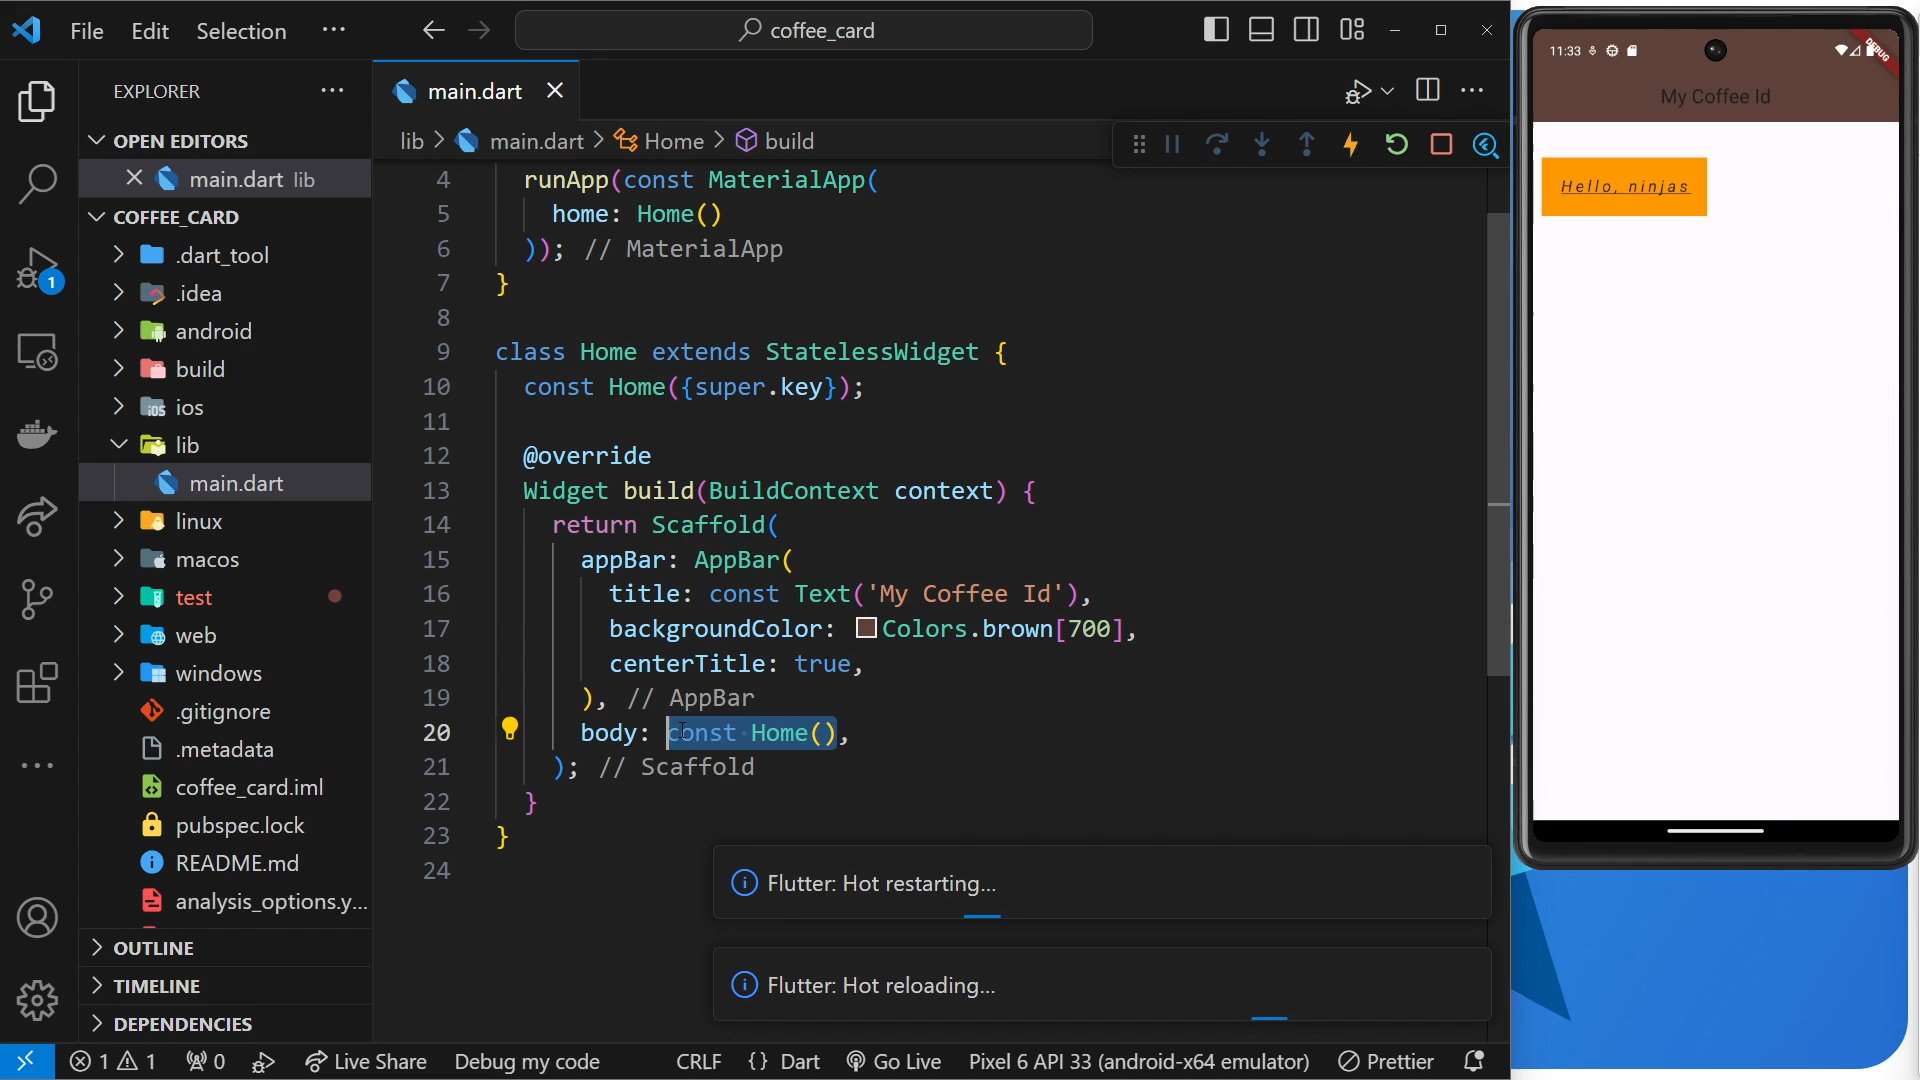 File Edit Selection ···
coffee_card
EXPLORER
OPEN EDITORS
main.dart lib
COFFEE_CARD
.dart_tool
.idea
android
build
ios
lib
main.dart
linux
macos
test
web
windows
.gitignore
.metadata
coffee_card.iml
pubspec.lock
README.md
analysis_options.y...
OUTLINE
TIMELINE
DEPENDENCIES
main.dart
lib > main.dart > Home > build
4 runApp(const MaterialApp(
5 home: Home()
6 )); // MaterialApp
7 }
8
9 class Home extends StatelessWidget {
10 const Home({super.key});
11
12 @override
13 Widget build(BuildContext context) {
14 return Scaffold(
15 appBar: AppBar(
16 title: const Text('My Coffee Id'),
17 backgroundColor: Colors.brown[700],
18 centerTitle: true,
19 ), // AppBar
20 body: const Home(),
21 ); // Scaffold
22 }
23 }
24
Flutter: Hot restarting...
Flutter: Hot reloading...
1 1 0 Live Share Debug my code CRLF {} Dart Go Live Pixel 6 API 33 (android-x64 emulator) Prettier
1
11:33
DEBUG
My Coffee Id
Hello, ninjas